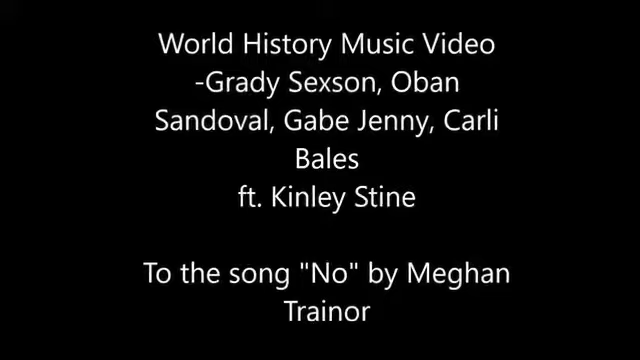 World History Music Video
-Grady Sexson, Oban
Sandoval, Gabe Jenny, Carli
Bales
ft. Kinley Stine
To the song "No" by Meghan
Trainor